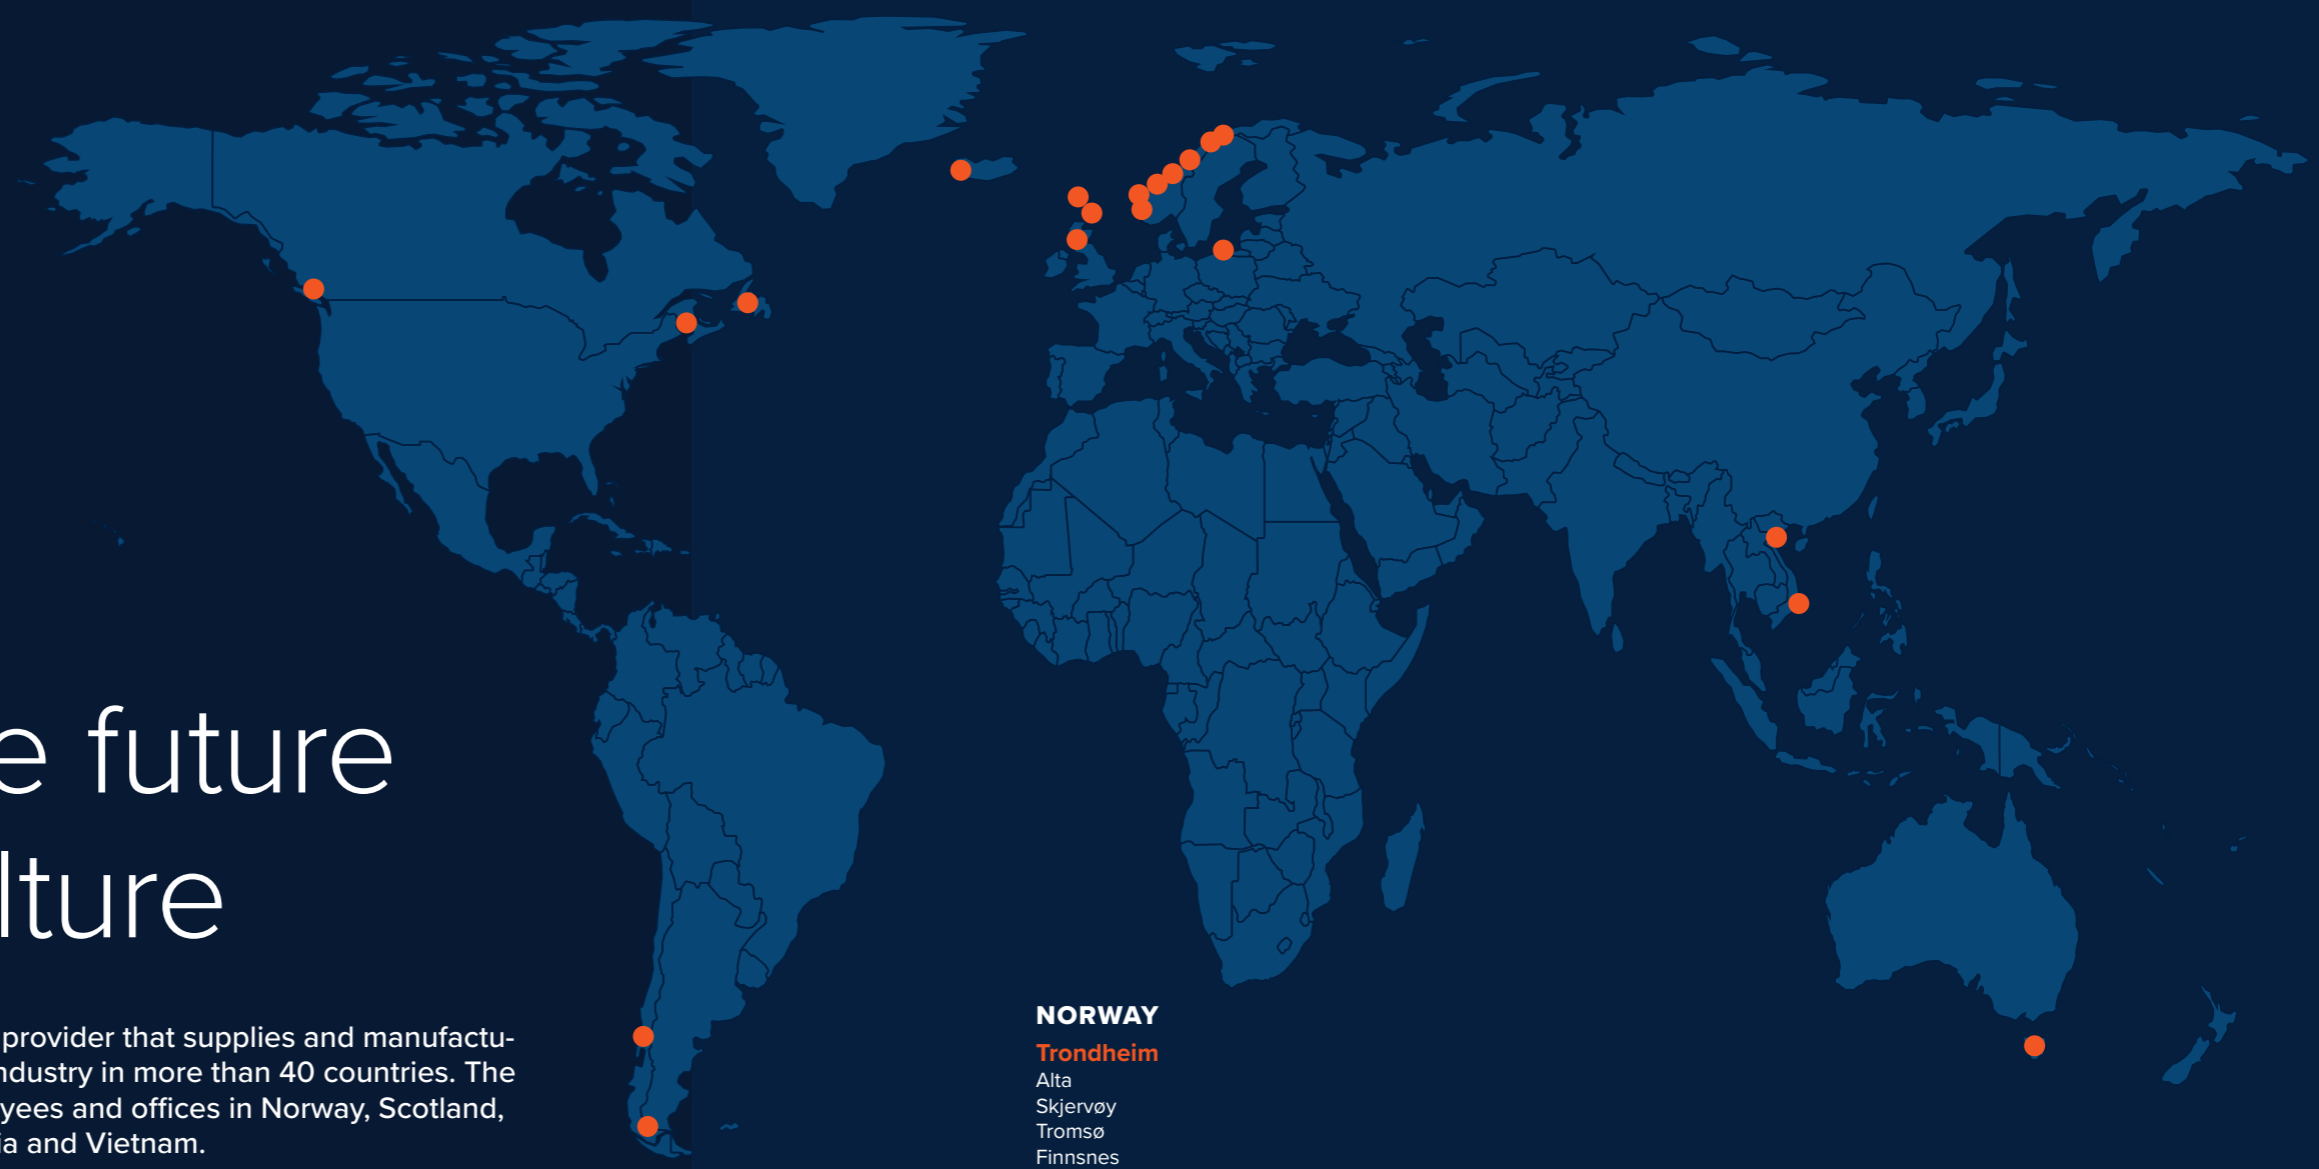 e future
lture
provider that supplies and manufactu-
ndustry in more than 40 countries. The
yees and offices in Norway, Scotland,
ia and Vietnam.
NORWAY
Trondheim
Alta
Skjervøy
Tromsø
Finnsnes